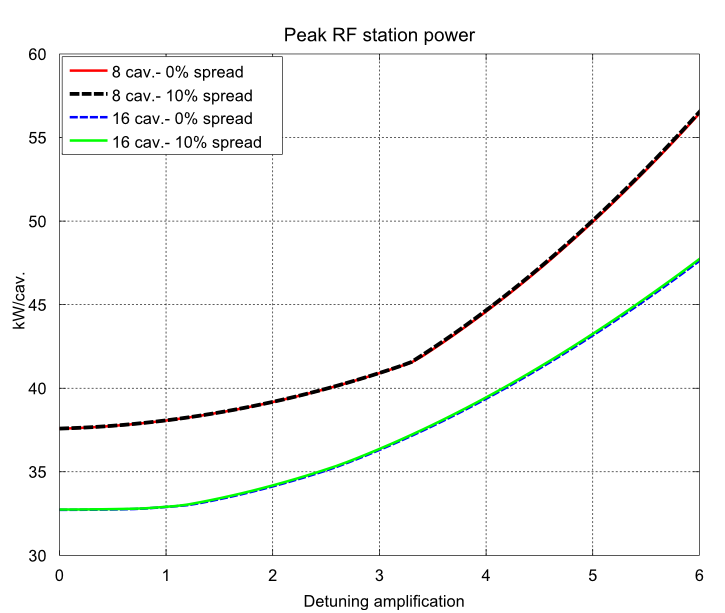 Peak RF station power
60
8 cav.- 0% spread
8 cav.- 10% spread
16 cav.- 0% spread
16 cav.- 10% spread
55
50
45
kW/cav.
40
35
30
0 1 2 3 4 5 6
Detuning amplification